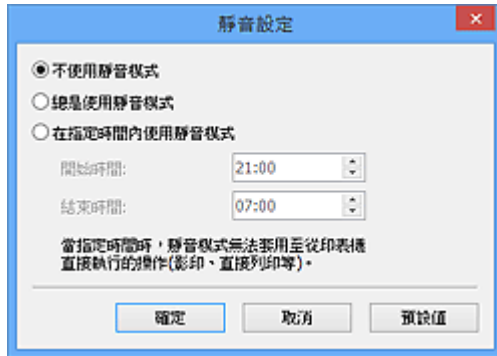 靜音設定
不使用靜音模式
總是使用靜音模式
在指定時間內使用靜音模式
開始時間: 21:00
結束時間: 07:00
當指定時間時，靜音模式無法套用至從印表機
直接執行的操作(影印、直接列印等)。
確定 取消 預設值